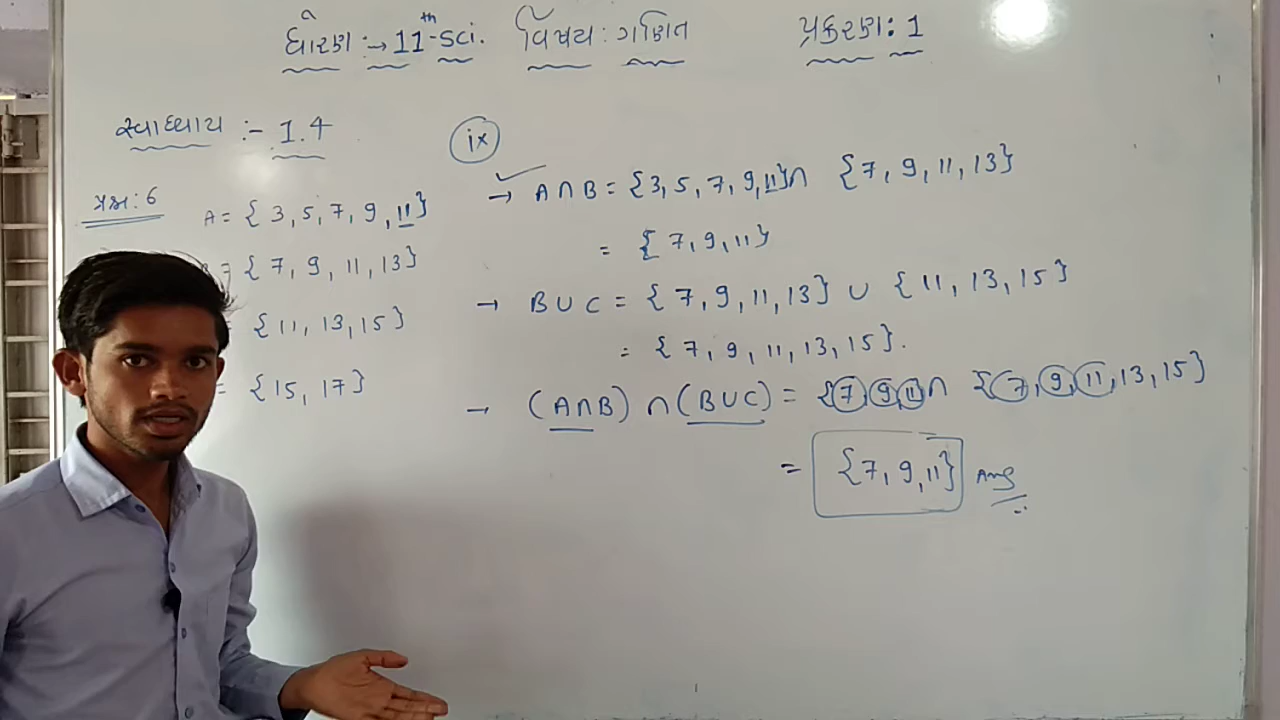 ધોરણ :→ 11th-sci. વિષય : ગણિત પ્રકરણ : 1
સ્વાધ્યાય :- 1.4
પ્રશ્ન : 6
A = { 3, 5, 7, 9, 11 }
= { 7, 9, 11, 13 }
= { 11, 13, 15 }
= { 15, 17 }
ix
→ A ∩ B = { 3, 5, 7, 9, 11 } ∩ { 7, 9, 11, 13 }
= { 7, 9, 11 }
→ B ∪ C = { 7, 9, 11, 13 } ∪ { 11, 13, 15 }
= { 7, 9, 11, 13, 15 }.
→ (A∩B) ∩ (B∪C) = { 7, 9, 11 } ∩ { 7, 9, 11, 13, 15 }
= { 7, 9, 11 } Ans